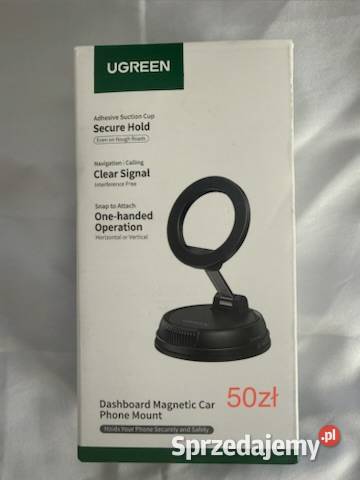 UGREEN
Adhesive Suction Cup
Secure Hold
Even on Rough Roads
Navigation · Calling
Clear Signal
Interference Free
Snap to Attach
One-handed
Operation
Horizontal or Vertical
UGREEN
Dashboard Magnetic Car
Phone Mount
50zł
Holds Your Phone Securely and Safely
Sprzedajemy.pl